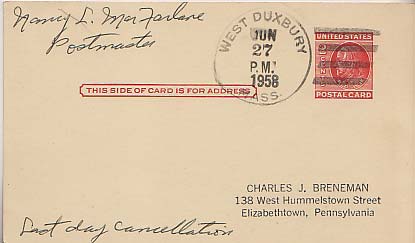 Nancy L. MacFarlane
Postmaster
WEST DUXBURY
JUN
27
P.M.
1958
MASS.
UNITED STATES
POSTAL CARD
THIS SIDE OF CARD IS FOR ADDRESS
CHARLES J. BRENEMAN
138 West Hummelstown Street
Elizabethtown, Pennsylvania
Last day cancellation